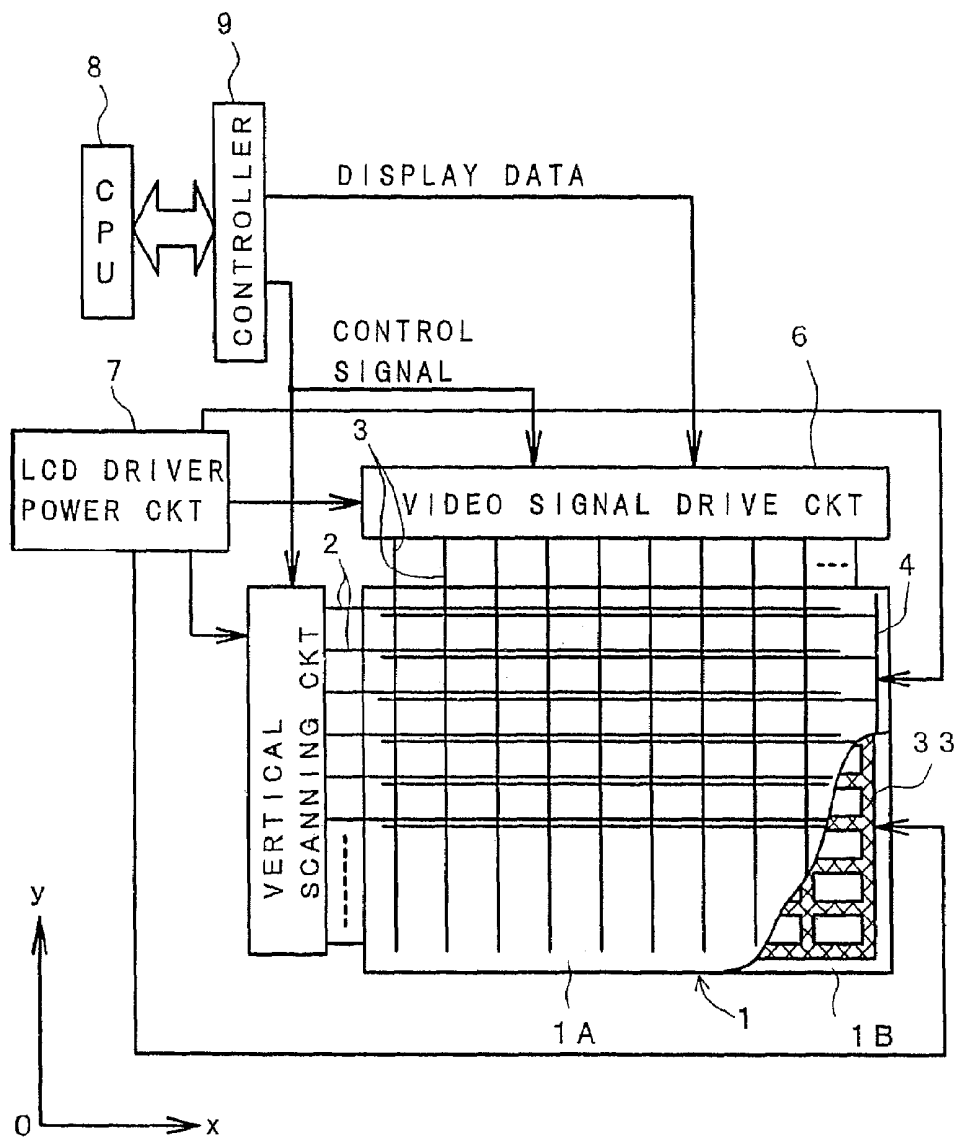 9
8
CPU
CONTROLLER
DISPLAY DATA
CONTROL
SIGNAL
6
7
3
LCD DRIVER
POWER CKT
VIDEO SIGNAL DRIVE CKT
2
4
VERTICAL
SCANNING CKT
33
y
1A
1
1B
0
x